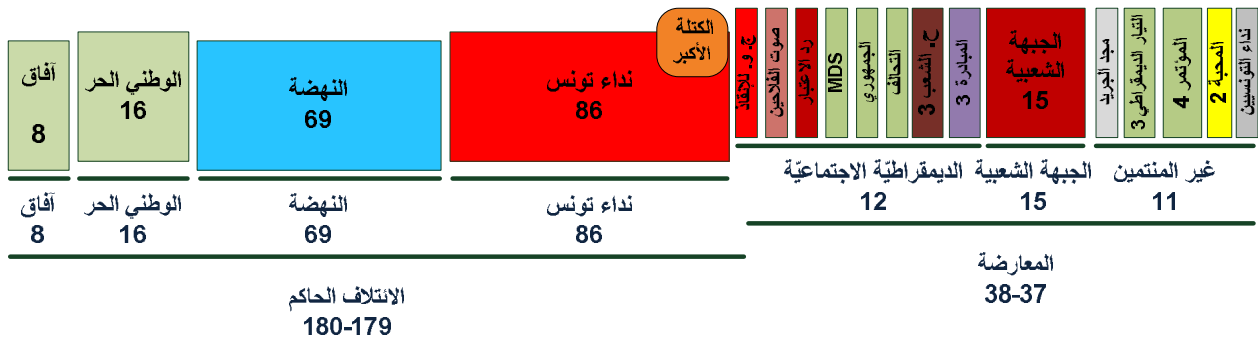 الكتلة
الأكبر
آفاق
8
الوطني الحر
16
النهضة
69
نداء تونس
86
ج. و. للإنقاذ
صوت الفلاحين
رد الاعتبار
MDS
الجمهوري
التحالف
ح. الشعب 3
المبادرة 3
الجبهة
الشعبية
15
مجد الجريد
التيار الديمقراطي 3
المؤتمر 4
المحبة 2
نداء التونسيين
آفاق
8
الوطني الحر
16
النهضة
69
نداء تونس
86
الديمقراطيّة الاجتماعيّة
12
الجبهة الشعبية
15
غير المنتمين
11
الائتلاف الحاكم
180-179
المعارضة
38-37